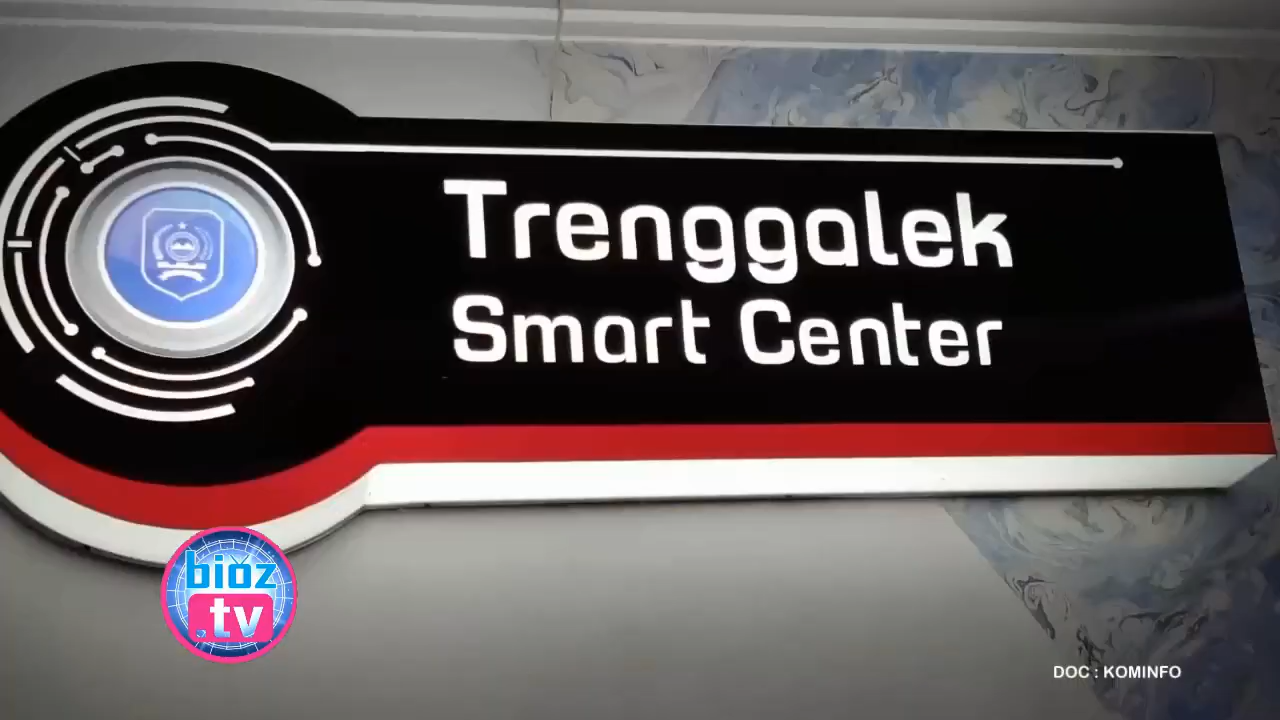 Trenggalek
Smart Center
bioz
.tv
DOC : KOMINFO